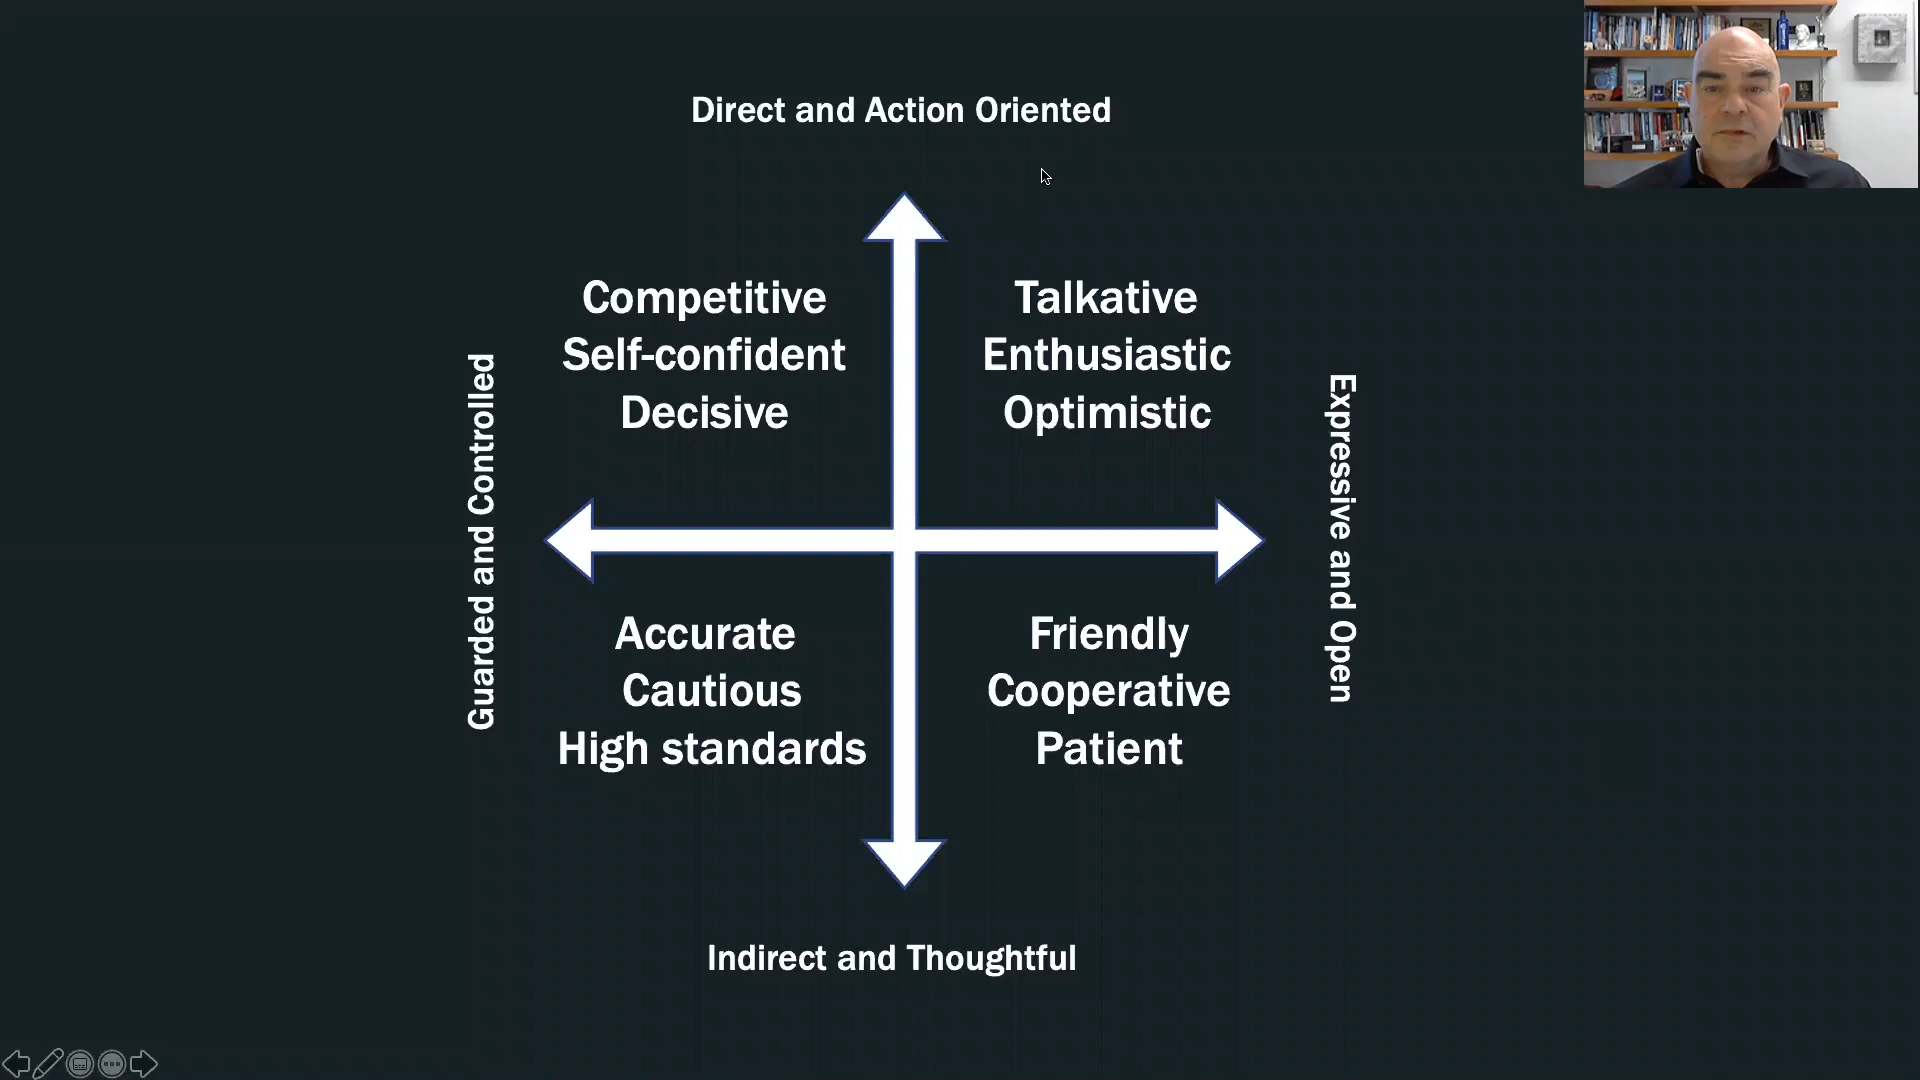 Direct and Action Oriented
Competitive
Self-confident
Decisive
Talkative
Enthusiastic
Optimistic
Guarded and Controlled
Expressive and Open
Accurate
Cautious
High standards
Friendly
Cooperative
Patient
Indirect and Thoughtful